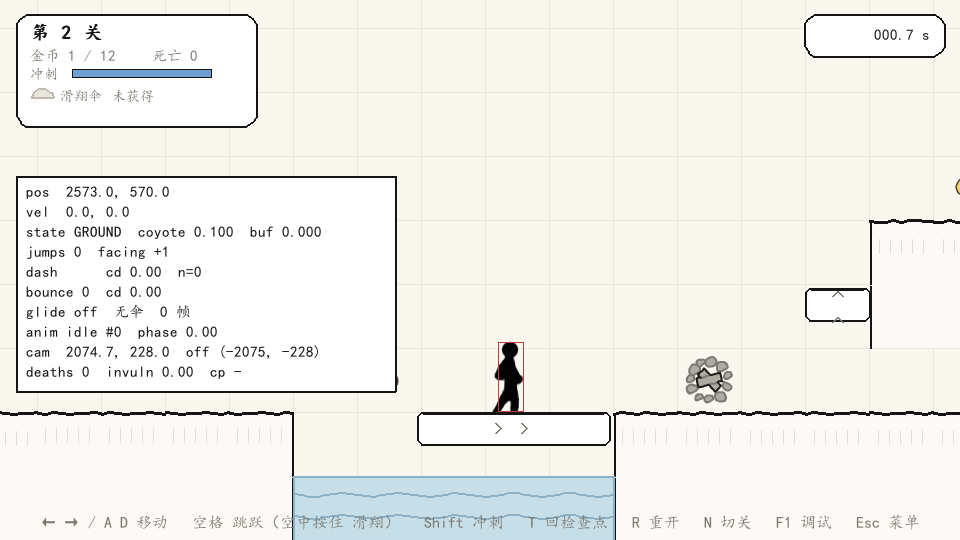 第 2 关
金币 1 / 12 死亡 0
冲刺
滑翔伞 未获得
000.7 s
pos 2573.0, 570.0
vel 0.0, 0.0
state GROUND coyote 0.100 buf 0.000
jumps 0 facing +1
dash cd 0.00 n=0
bounce 0 cd 0.00
glide off 无伞 0 帧
anim idle #0 phase 0.00
cam 2074.7, 228.0 off (-2075, -228)
deaths 0 invuln 0.00 cp -
← → / A D 移动 空格 跳跃 (空中按住 滑翔) Shift 冲刺 T 回检查点 R 重开 N 切关 F1 调试 Esc 菜单